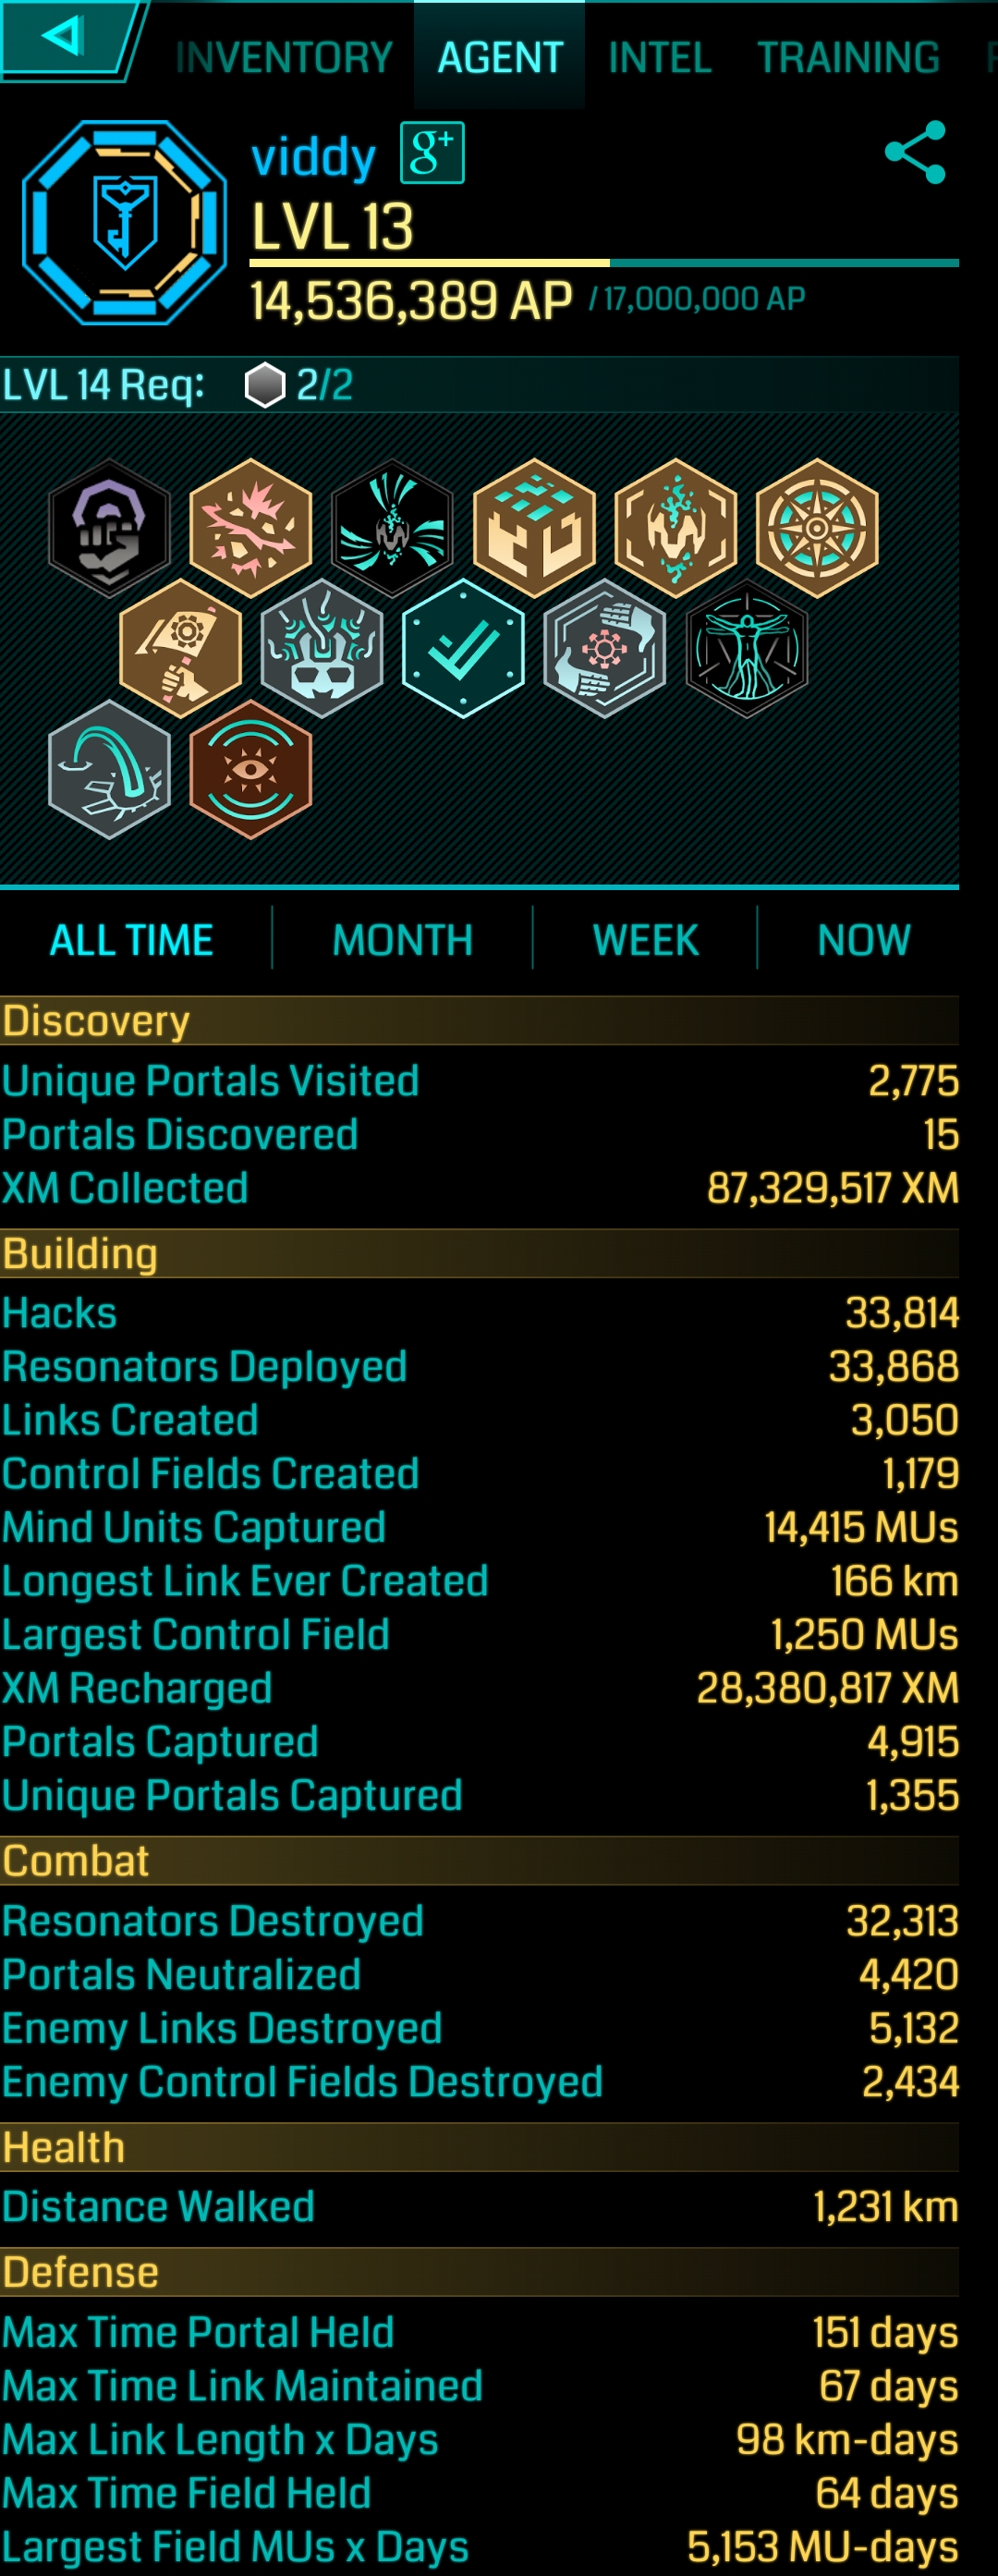 INVENTORY AGENT INTEL TRAINING
viddy g+
LVL 13
14,536,389 AP / 17,000,000 AP
LVL 14 Req: 2/2
ALL TIME MONTH WEEK NOW
Discovery
Unique Portals Visited 2,775
Portals Discovered 15
XM Collected 87,329,517 XM
Building
Hacks 33,814
Resonators Deployed 33,868
Links Created 3,050
Control Fields Created 1,179
Mind Units Captured 14,415 MUs
Longest Link Ever Created 166 km
Largest Control Field 1,250 MUs
XM Recharged 28,380,817 XM
Portals Captured 4,915
Unique Portals Captured 1,355
Combat
Resonators Destroyed 32,313
Portals Neutralized 4,420
Enemy Links Destroyed 5,132
Enemy Control Fields Destroyed 2,434
Health
Distance Walked 1,231 km
Defense
Max Time Portal Held 151 days
Max Time Link Maintained 67 days
Max Link Length x Days 98 km-days
Max Time Field Held 64 days
Largest Field MUs x Days 5,153 MU-days